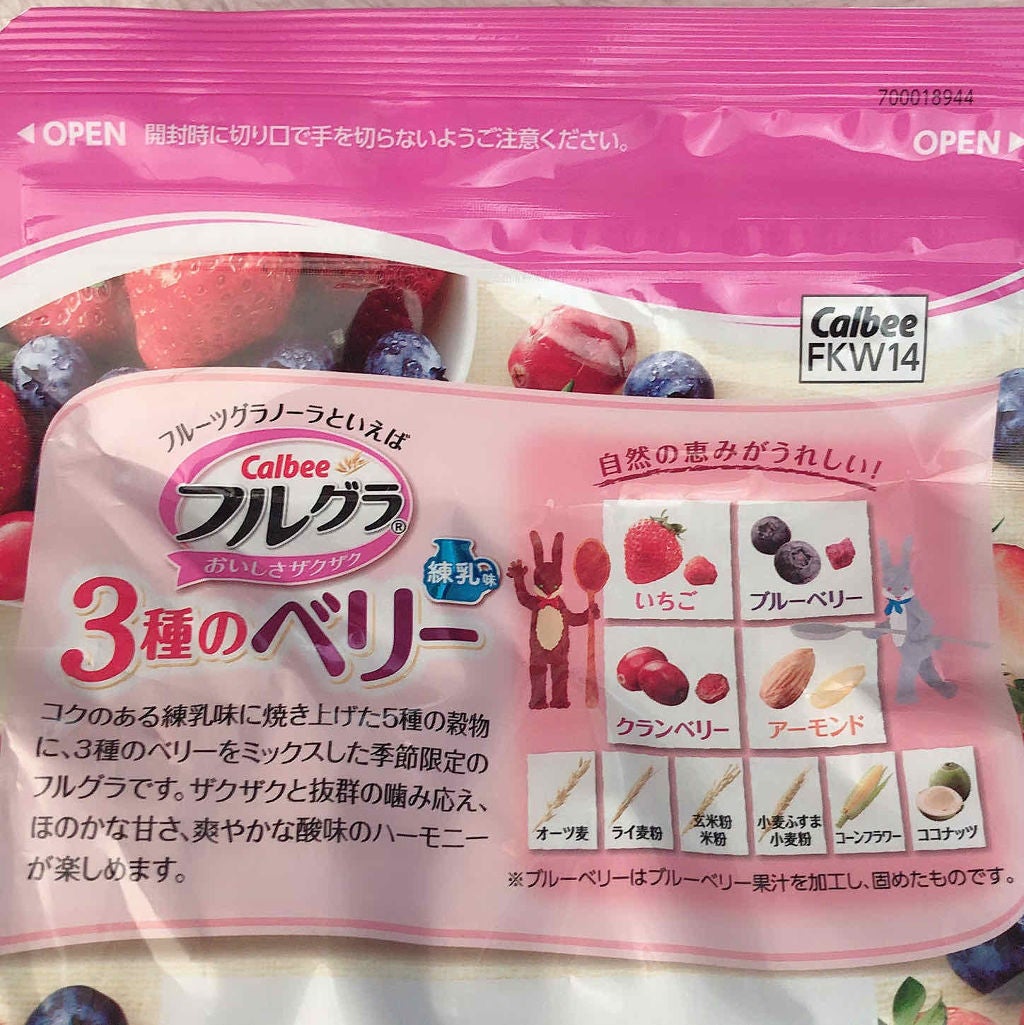 700018944
OPEN 開封時に切り口で手を切らないようご注意ください。 OPEN
Calbee
FKW14
フルーツグラノーラといえば
Calbee
フルグラ®
おいしさザクザク
練乳味
3種のベリー
コクのある練乳味に焼き上げた5種の穀物
に、3種のベリーをミックスした季節限定の
フルグラです。ザクザクと抜群の噛み応え、
ほのかな甘さ、爽やかな酸味のハーモニー
が楽しめます。
自然の恵みがうれしい!
いちご
ブルーベリー
クランベリー
アーモンド
オーツ麦
ライ麦粉
玄米粉
米粉
小麦ふすま
小麦粉
コーンフラワー
ココナッツ
※ブルーベリーはブルーベリー果汁を加工し、固めたものです。